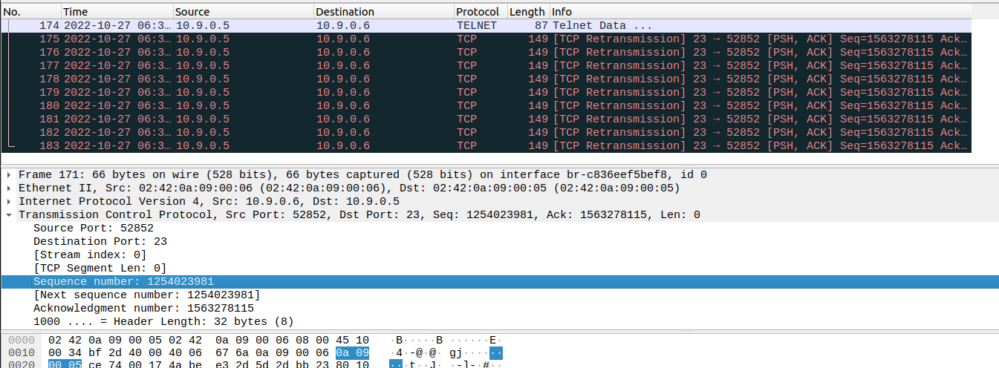 No. Time Source Destination Protocol Length Info
174 2022-10-27 06:3… 10.9.0.5 10.9.0.6 TELNET 87 Telnet Data ...
175 2022-10-27 06:3… 10.9.0.5 10.9.0.6 TCP 149 [TCP Retransmission] 23 → 52852 [PSH, ACK] Seq=1563278115 Ack…
176 2022-10-27 06:3… 10.9.0.5 10.9.0.6 TCP 149 [TCP Retransmission] 23 → 52852 [PSH, ACK] Seq=1563278115 Ack…
177 2022-10-27 06:3… 10.9.0.5 10.9.0.6 TCP 149 [TCP Retransmission] 23 → 52852 [PSH, ACK] Seq=1563278115 Ack…
178 2022-10-27 06:3… 10.9.0.5 10.9.0.6 TCP 149 [TCP Retransmission] 23 → 52852 [PSH, ACK] Seq=1563278115 Ack…
179 2022-10-27 06:3… 10.9.0.5 10.9.0.6 TCP 149 [TCP Retransmission] 23 → 52852 [PSH, ACK] Seq=1563278115 Ack…
180 2022-10-27 06:3… 10.9.0.5 10.9.0.6 TCP 149 [TCP Retransmission] 23 → 52852 [PSH, ACK] Seq=1563278115 Ack…
181 2022-10-27 06:3… 10.9.0.5 10.9.0.6 TCP 149 [TCP Retransmission] 23 → 52852 [PSH, ACK] Seq=1563278115 Ack…
182 2022-10-27 06:3… 10.9.0.5 10.9.0.6 TCP 149 [TCP Retransmission] 23 → 52852 [PSH, ACK] Seq=1563278115 Ack…
183 2022-10-27 06:3… 10.9.0.5 10.9.0.6 TCP 149 [TCP Retransmission] 23 → 52852 [PSH, ACK] Seq=1563278115 Ack…
Frame 171: 66 bytes on wire (528 bits), 66 bytes captured (528 bits) on interface br-c836eef5bef8, id 0
Ethernet II, Src: 02:42:0a:09:00:06 (02:42:0a:09:00:06), Dst: 02:42:0a:09:00:05 (02:42:0a:09:00:05)
Internet Protocol Version 4, Src: 10.9.0.6, Dst: 10.9.0.5
Transmission Control Protocol, Src Port: 52852, Dst Port: 23, Seq: 1254023981, Ack: 1563278115, Len: 0
Source Port: 52852
Destination Port: 23
[Stream index: 0]
[TCP Segment Len: 0]
Sequence number: 1254023981
[Next sequence number: 1254023981]
Acknowledgment number: 1563278115
1000 .... = Header Length: 32 bytes (8)
0000 02 42 0a 09 00 05 02 42 0a 09 00 06 08 00 45 10 ·B·····B ······E·
0010 00 34 bf 2d 40 00 40 06 67 6a 0a 09 00 06 0a 09 ·4·-@·@· gj······
0020 00 05 ce 74 00 17 4a be e3 2d 5d 2d bb 23 80 10 ···t··J· ·-]-·#··